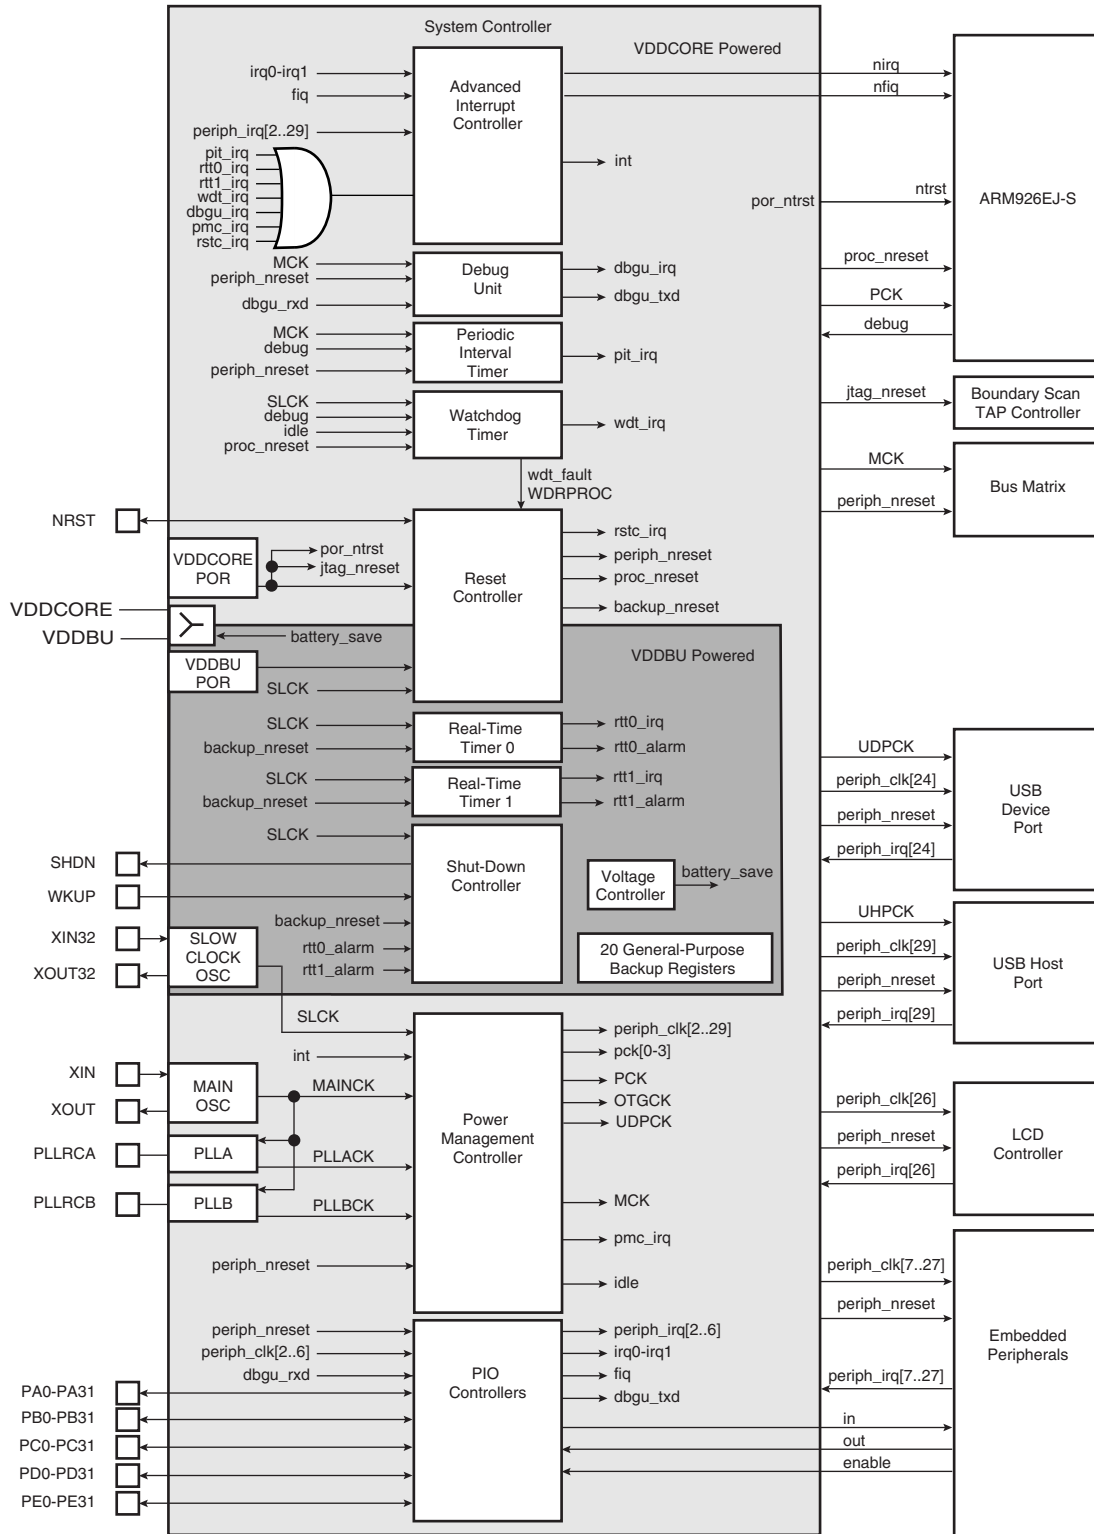 System Controller
VDDCORE Powered
irq0-irq1
fiq
periph_irq[2..29]
pit_irq
rtt0_irq
rtt1_irq
wdt_irq
dbgu_irq
pmc_irq
rstc_irq
Advanced
Interrupt
Controller
int
nirq
nfiq
por_ntrst
ntrst
ARM926EJ-S
proc_nreset
PCK
debug
MCK
periph_nreset
dbgu_rxd
Debug
Unit
dbgu_irq
dbgu_txd
MCK
debug
periph_nreset
Periodic
Interval
Timer
pit_irq
SLCK
debug
idle
proc_nreset
Watchdog
Timer
wdt_irq
wdt_fault
WDRPROC
jtag_nreset
Boundary Scan
TAP Controller
MCK
periph_nreset
Bus Matrix
NRST
VDDCORE
POR
por_ntrst
jtag_nreset
Reset
Controller
rstc_irq
periph_nreset
proc_nreset
backup_nreset
VDDCORE
VDDBU
battery_save
VDDBU Powered
VDDBU
POR
SLCK
SLCK
backup_nreset
Real-Time
Timer 0
rtt0_irq
rtt0_alarm
SLCK
backup_nreset
Real-Time
Timer 1
rtt1_irq
rtt1_alarm
SLCK
SHDN
WKUP
Shut-Down
Controller
backup_nreset
rtt0_alarm
rtt1_alarm
Voltage
Controller
battery_save
20 General-Purpose
Backup Registers
XIN32
XOUT32
SLOW
CLOCK
OSC
UDPCK
periph_clk[24]
periph_nreset
periph_irq[24]
USB
Device
Port
UHPCK
periph_clk[29]
periph_nreset
periph_irq[29]
USB Host
Port
SLCK
int
XIN
XOUT
MAIN
OSC
MAINCK
PLLRCA
PLLA
PLLACK
PLLRCB
PLLB
PLLBCK
periph_nreset
Power
Management
Controller
periph_clk[2..29]
pck[0-3]
PCK
OTGCK
UDPCK
MCK
pmc_irq
idle
periph_clk[26]
periph_nreset
periph_irq[26]
LCD
Controller
periph_nreset
periph_clk[2..6]
dbgu_rxd
PA0-PA31
PB0-PB31
PC0-PC31
PD0-PD31
PE0-PE31
PIO
Controllers
periph_irq[2..6]
irq0-irq1
fiq
dbgu_txd
periph_clk[7..27]
periph_nreset
periph_irq[7..27]
in
out
enable
Embedded
Peripherals